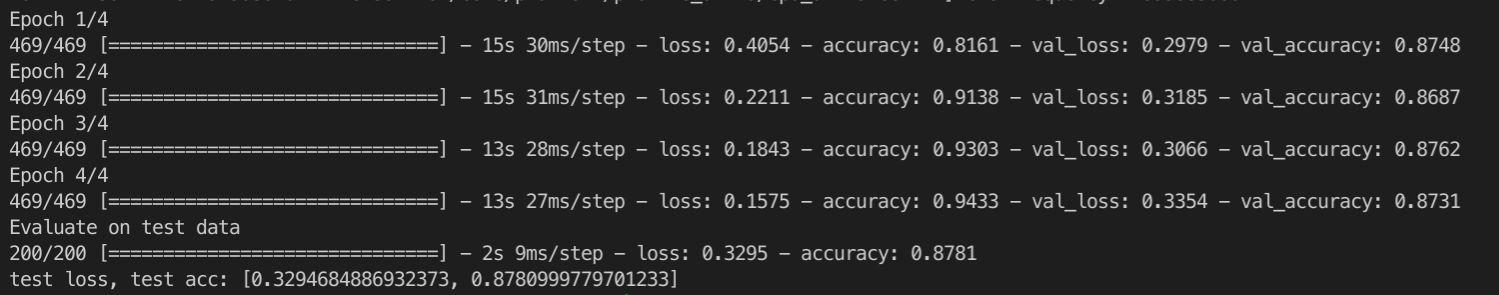 Epoch 1/4
469/469 [==============================] - 15s 30ms/step - loss: 0.4054 - accuracy: 0.8161 - val_loss: 0.2979 - val_accuracy: 0.8748
Epoch 2/4
469/469 [==============================] - 15s 31ms/step - loss: 0.2211 - accuracy: 0.9138 - val_loss: 0.3185 - val_accuracy: 0.8687
Epoch 3/4
469/469 [==============================] - 13s 28ms/step - loss: 0.1843 - accuracy: 0.9303 - val_loss: 0.3066 - val_accuracy: 0.8762
Epoch 4/4
469/469 [==============================] - 13s 27ms/step - loss: 0.1575 - accuracy: 0.9433 - val_loss: 0.3354 - val_accuracy: 0.8731
Evaluate on test data
200/200 [==============================] - 2s 9ms/step - loss: 0.3295 - accuracy: 0.8781
test loss, test acc: [0.3294684886932373, 0.8780999779701233]